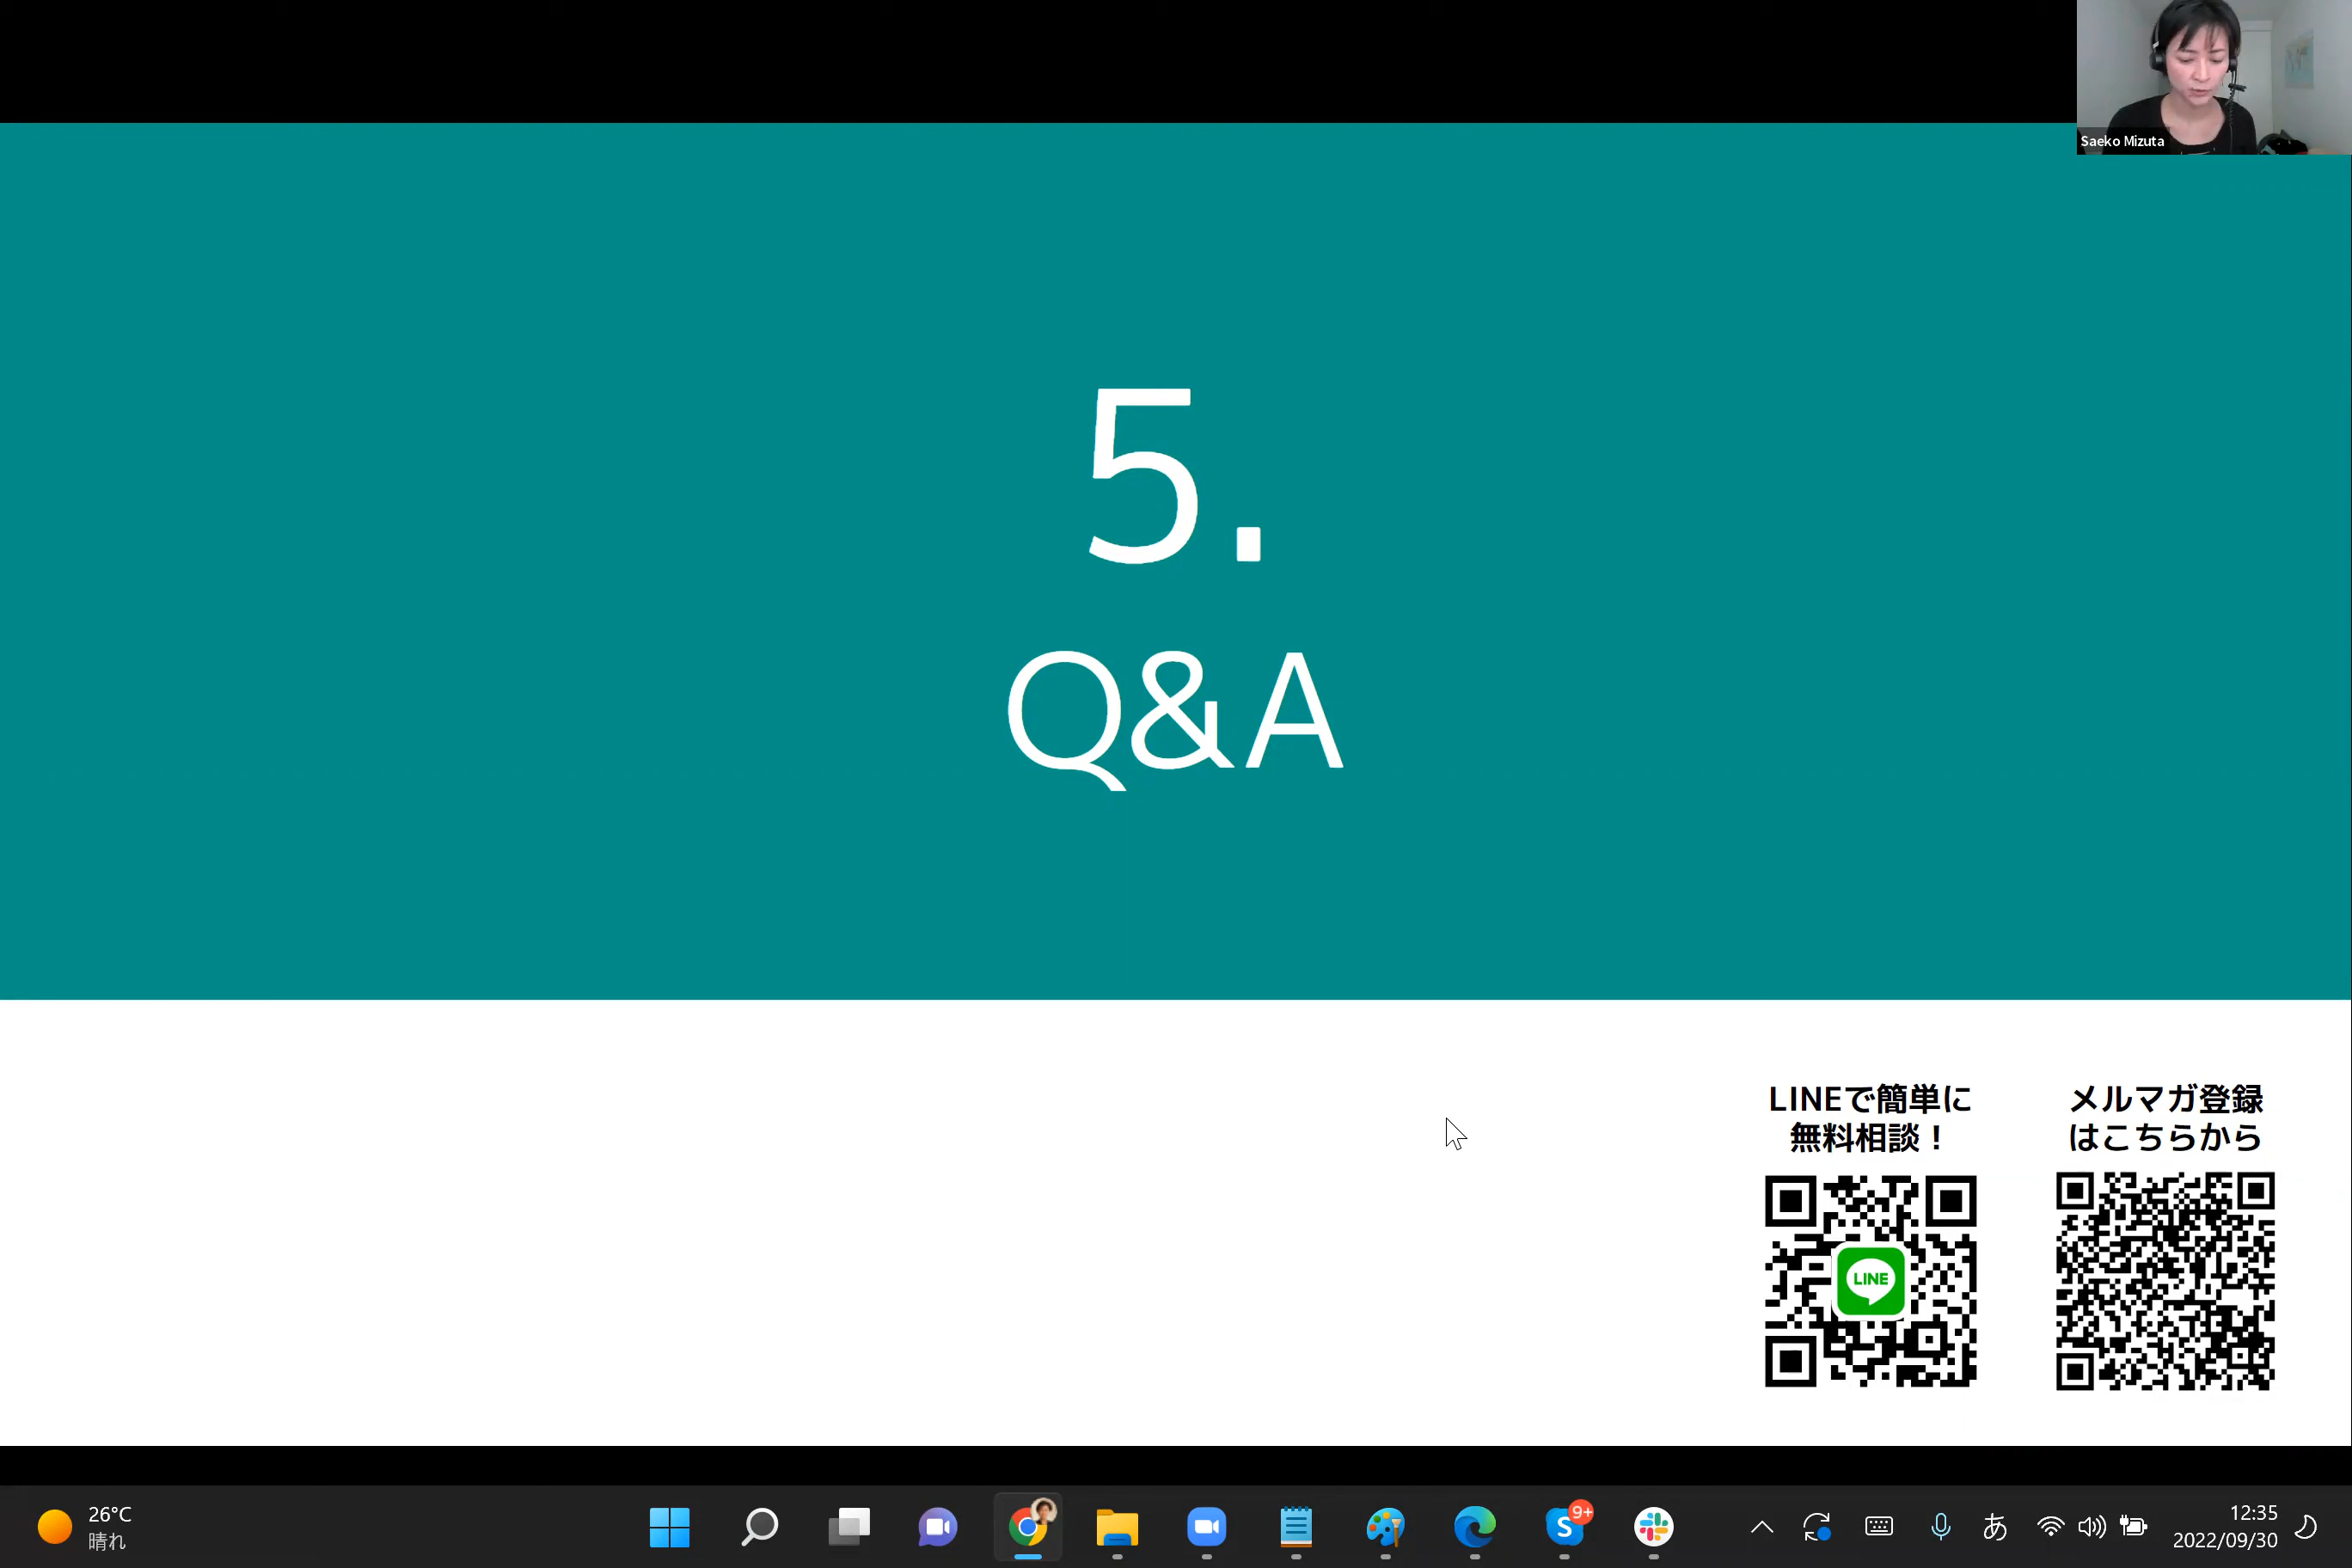 Saeko Mizuta
5.
Q&A
LINEで簡単に
無料相談！
メルマガ登録
はこちらから
LINE
26°C
晴れ
S
9+
あ
12:35
2022/09/30